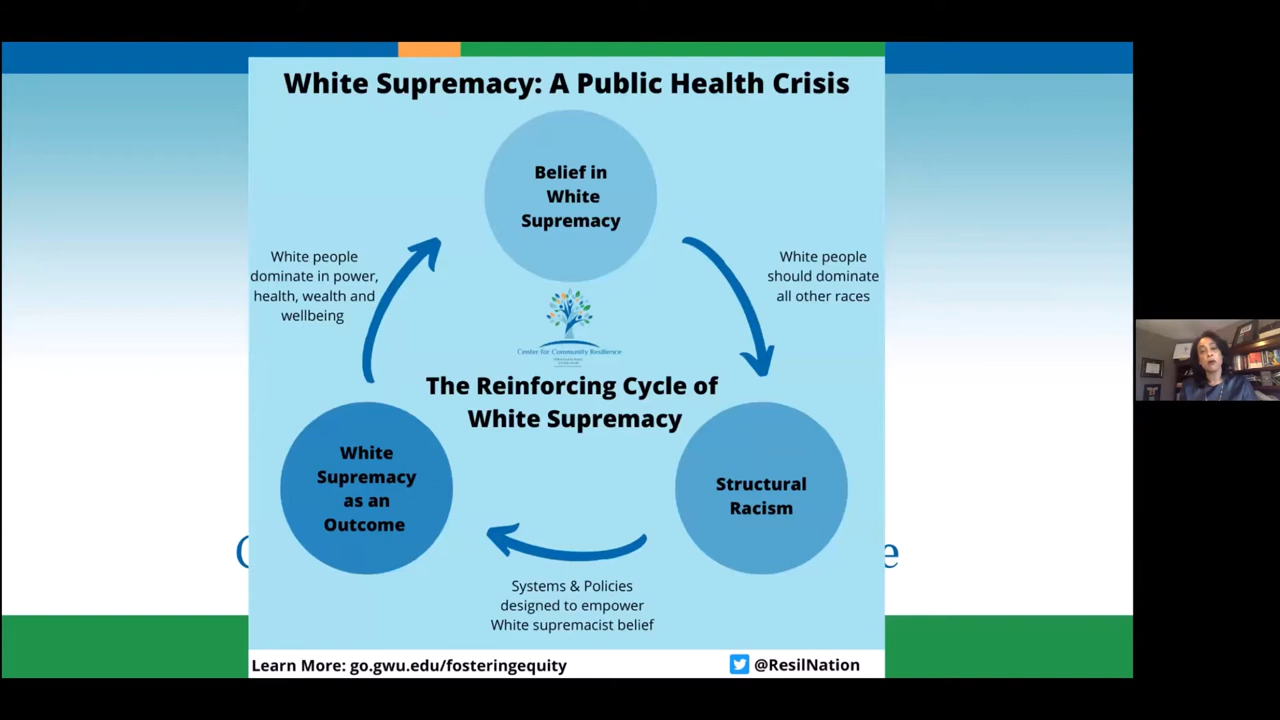 White Supremacy: A Public Health Crisis
Belief in
White
Supremacy
White people
dominate in power,
health, wealth and
wellbeing
White people
should dominate
all other races
Center for Community Resilience
The Reinforcing Cycle of
White Supremacy
White
Supremacy
as an
Outcome
Structural
Racism
Systems & Policies
designed to empower
White supremacist belief
Learn More: go.gwu.edu/fosteringequity
@ResilNation